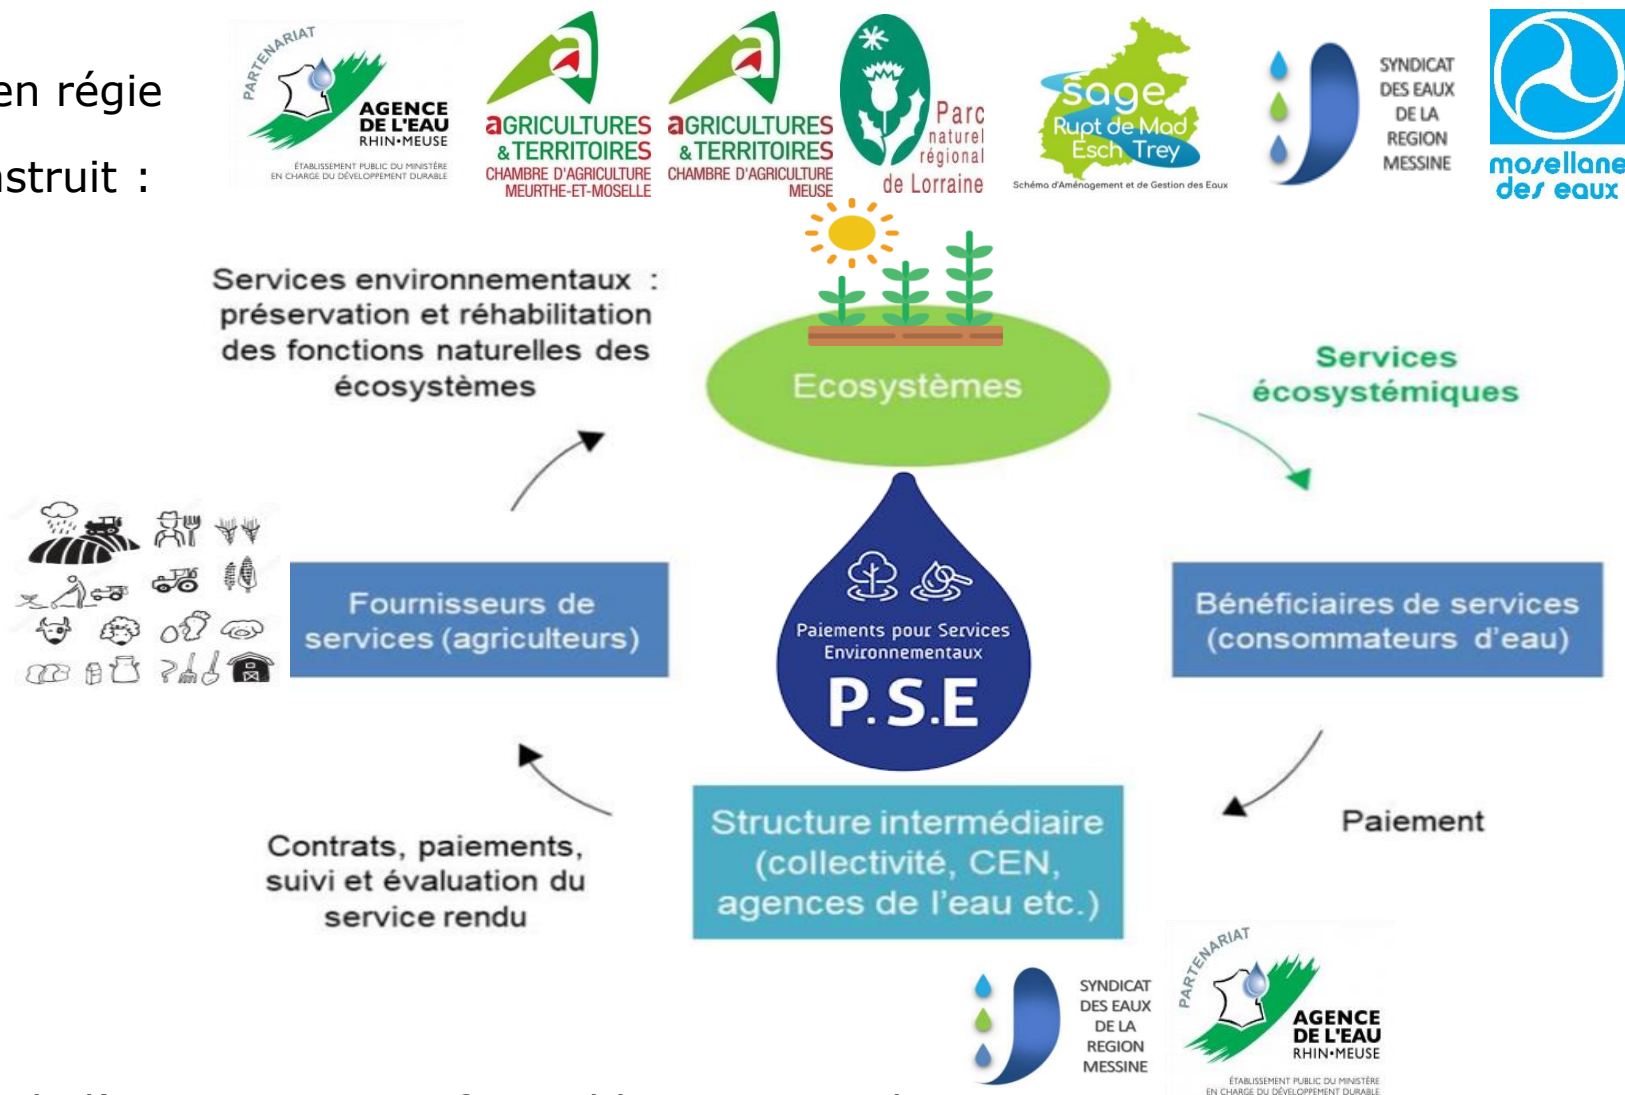 en régie
nstruit :
PARTENARIAT
AGENCE
DE L'EAU
RHIN•MEUSE
ÉTABLISSEMENT PUBLIC DU MINISTÈRE
EN CHARGE DU DÉVELOPPEMENT DURABLE
AGRICULTURES
& TERRITOIRES
CHAMBRE D'AGRICULTURE
MEURTHE-ET-MOSELLE
AGRICULTURES
& TERRITOIRES
CHAMBRE D'AGRICULTURE
MEUSE
Parc
naturel
régional
de Lorraine
sage
Rupt de Mad
Esch Trey
Schéma d'Aménagement et de Gestion des Eaux
SYNDICAT
DES EAUX
DE LA
REGION
MESSINE
mosellane
des eaux
Services environnementaux :
préservation et réhabilitation
des fonctions naturelles des
écosystèmes
Ecosystèmes
Services
écosystémiques
Fournisseurs de
services (agriculteurs)
Paiements pour Services
Environnementaux
P.S.E
Bénéficiaires de services
(consommateurs d'eau)
Contrats, paiements,
suivi et évaluation du
service rendu
Structure intermédiaire
(collectivité, CEN,
agences de l'eau etc.)
Paiement
SYNDICAT
DES EAUX
DE LA
REGION
MESSINE
PARTENARIAT
AGENCE
DE L'EAU
RHIN•MEUSE
ÉTABLISSEMENT PUBLIC DU MINISTÈRE
EN CHARGE DU DÉVELOPPEMENT DURABLE